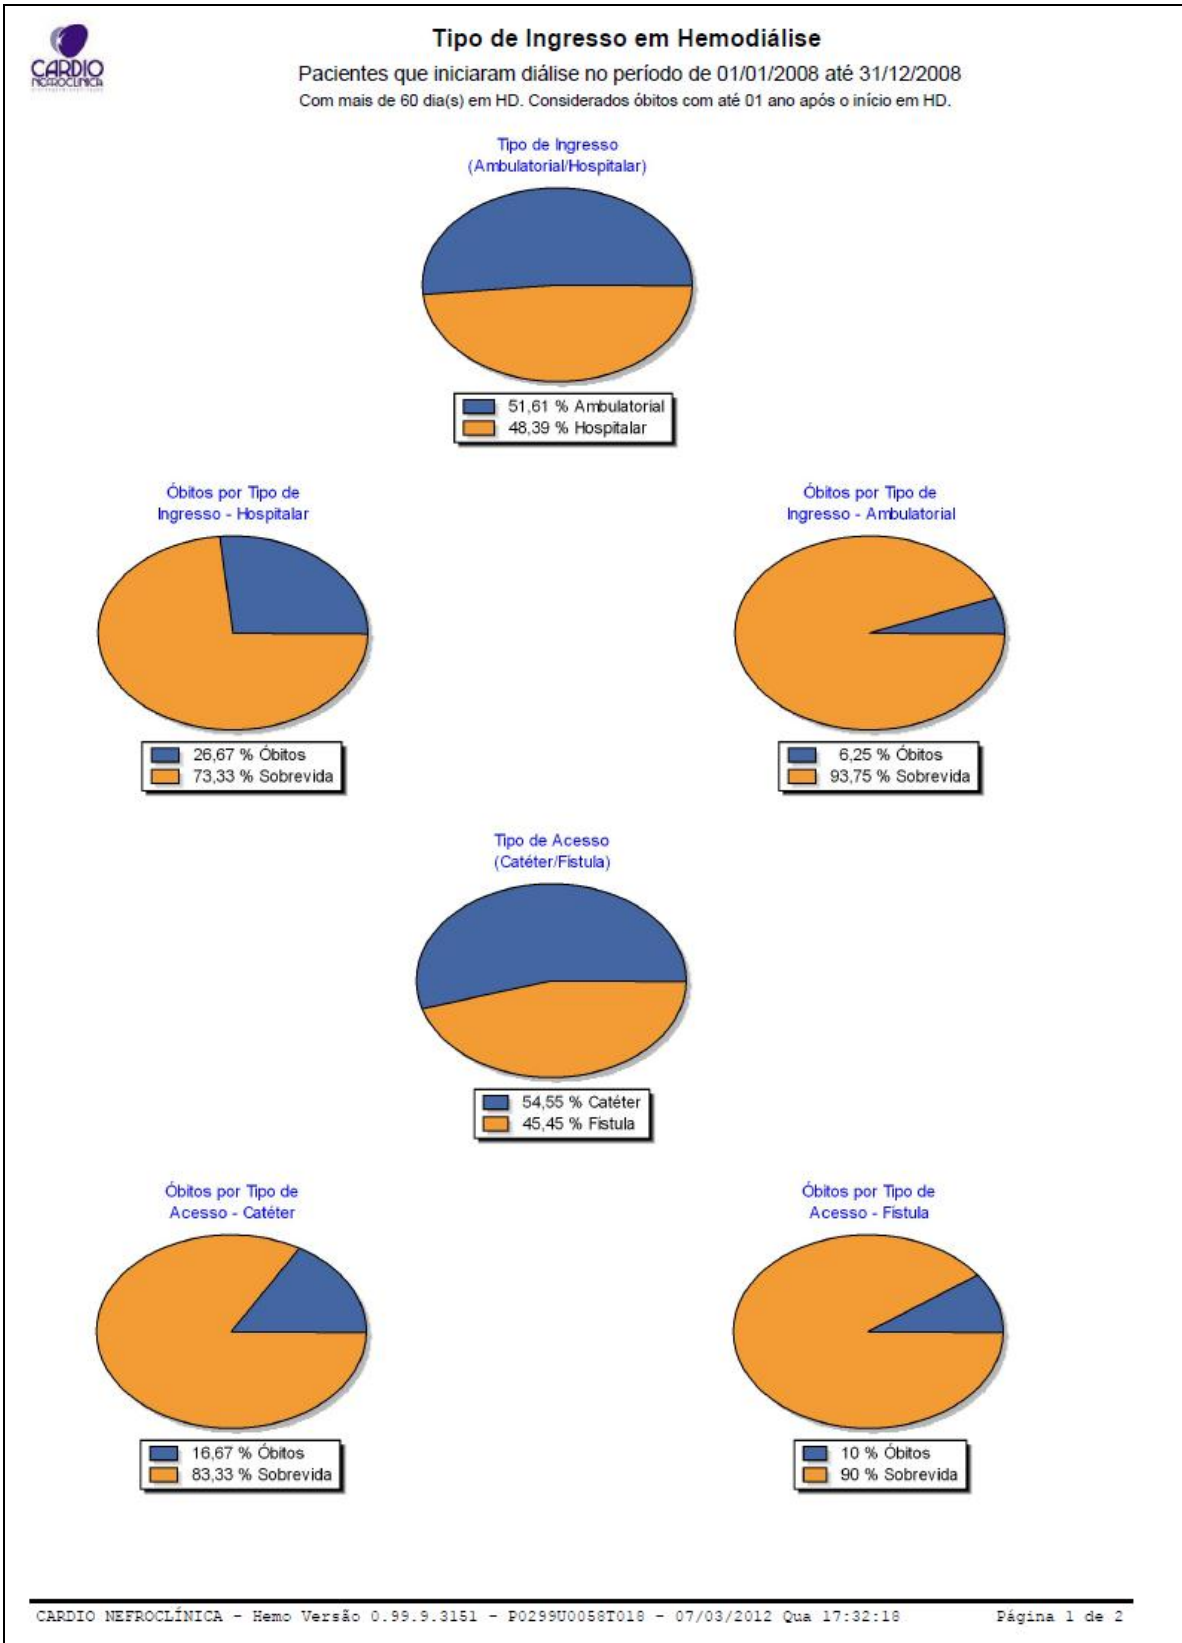 CARDIO
NEFROCLÍNICA
Tipo de Ingresso em Hemodiálise
Pacientes que iniciaram diálise no período de 01/01/2008 até 31/12/2008
Com mais de 60 dia(s) em HD. Considerados óbitos com até 01 ano após o início em HD.
Tipo de Ingresso
(Ambulatorial/Hospitalar)
51,61 % Ambulatorial
48,39 % Hospitalar
Óbitos por Tipo de
Ingresso - Hospitalar
26,67 % Óbitos
73,33 % Sobrevida
Óbitos por Tipo de
Ingresso - Ambulatorial
6,25 % Óbitos
93,75 % Sobrevida
Tipo de Acesso
(Catéter/Fístula)
54,55 % Catéter
45,45 % Fístula
Óbitos por Tipo de
Acesso - Catéter
16,67 % Óbitos
83,33 % Sobrevida
Óbitos por Tipo de
Acesso - Fístula
10 % Óbitos
90 % Sobrevida
CARDIO NEFROCLÍNICA - Hemo Versão 0.99.9.3151 - P0299U0058T018 - 07/03/2012 Qua 17:32:18 Página 1 de 2